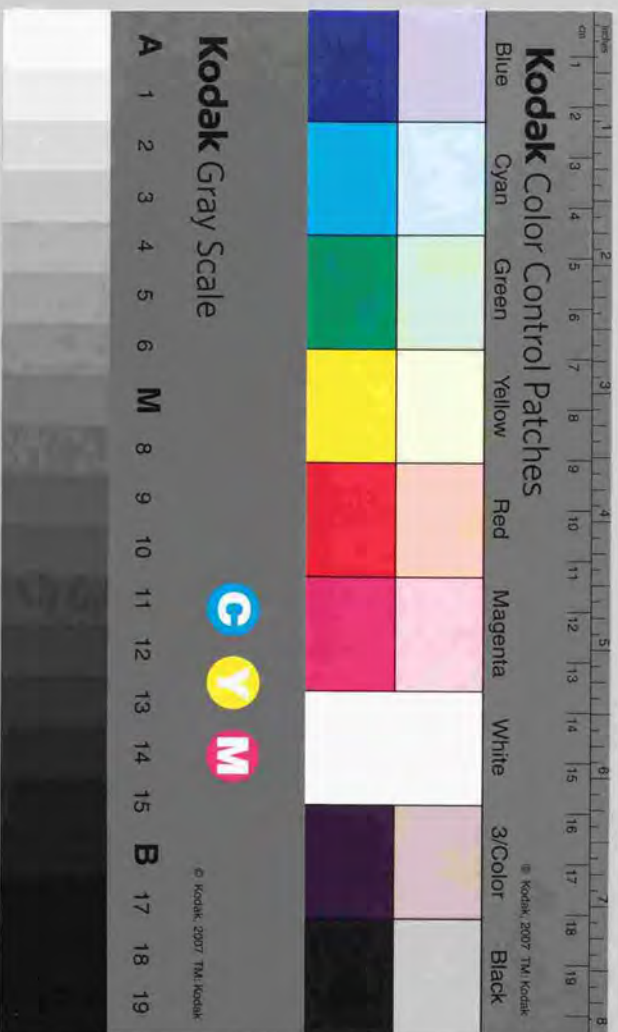 inches 1 2 3 4 5 6 7 8
cm 1 2 3 4 5 6 7 8 9 10 11 12 13 14 15 16 17 18 19
Kodak Color Control Patches
© Kodak, 2007 TM: Kodak
Blue Cyan Green Yellow Red Magenta White 3/Color Black
Kodak Gray Scale
C Y M
© Kodak, 2007 TM: Kodak
A 1 2 3 4 5 6 M 8 9 10 11 12 13 14 15 B 17 18 19